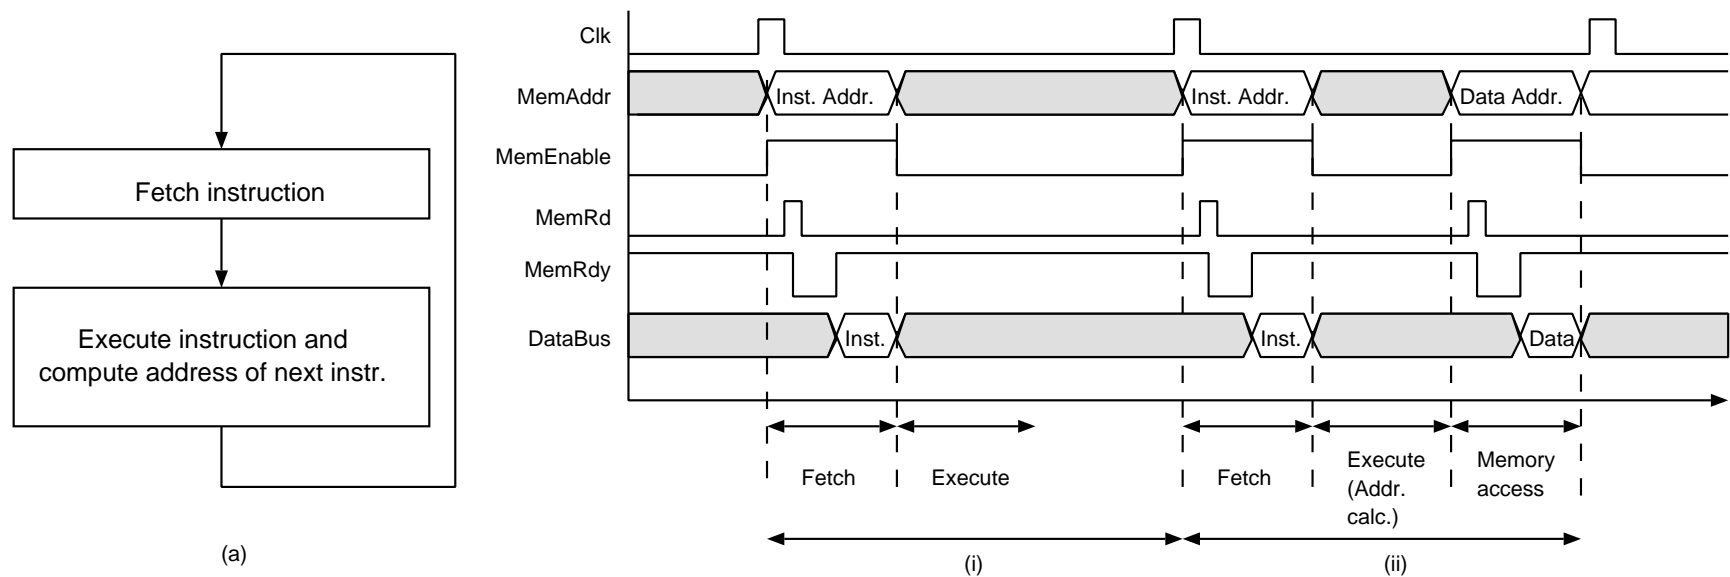 Fetch instruction
Execute instruction and
compute address of next instr.
(a)
Clk
MemAddr
Inst. Addr.
Inst. Addr.
Data Addr.
MemEnable
MemRd
MemRdy
DataBus
Inst.
Inst.
Data
Fetch
Execute
Fetch
Execute
(Addr.
calc.)
Memory
access
(i)
(ii)